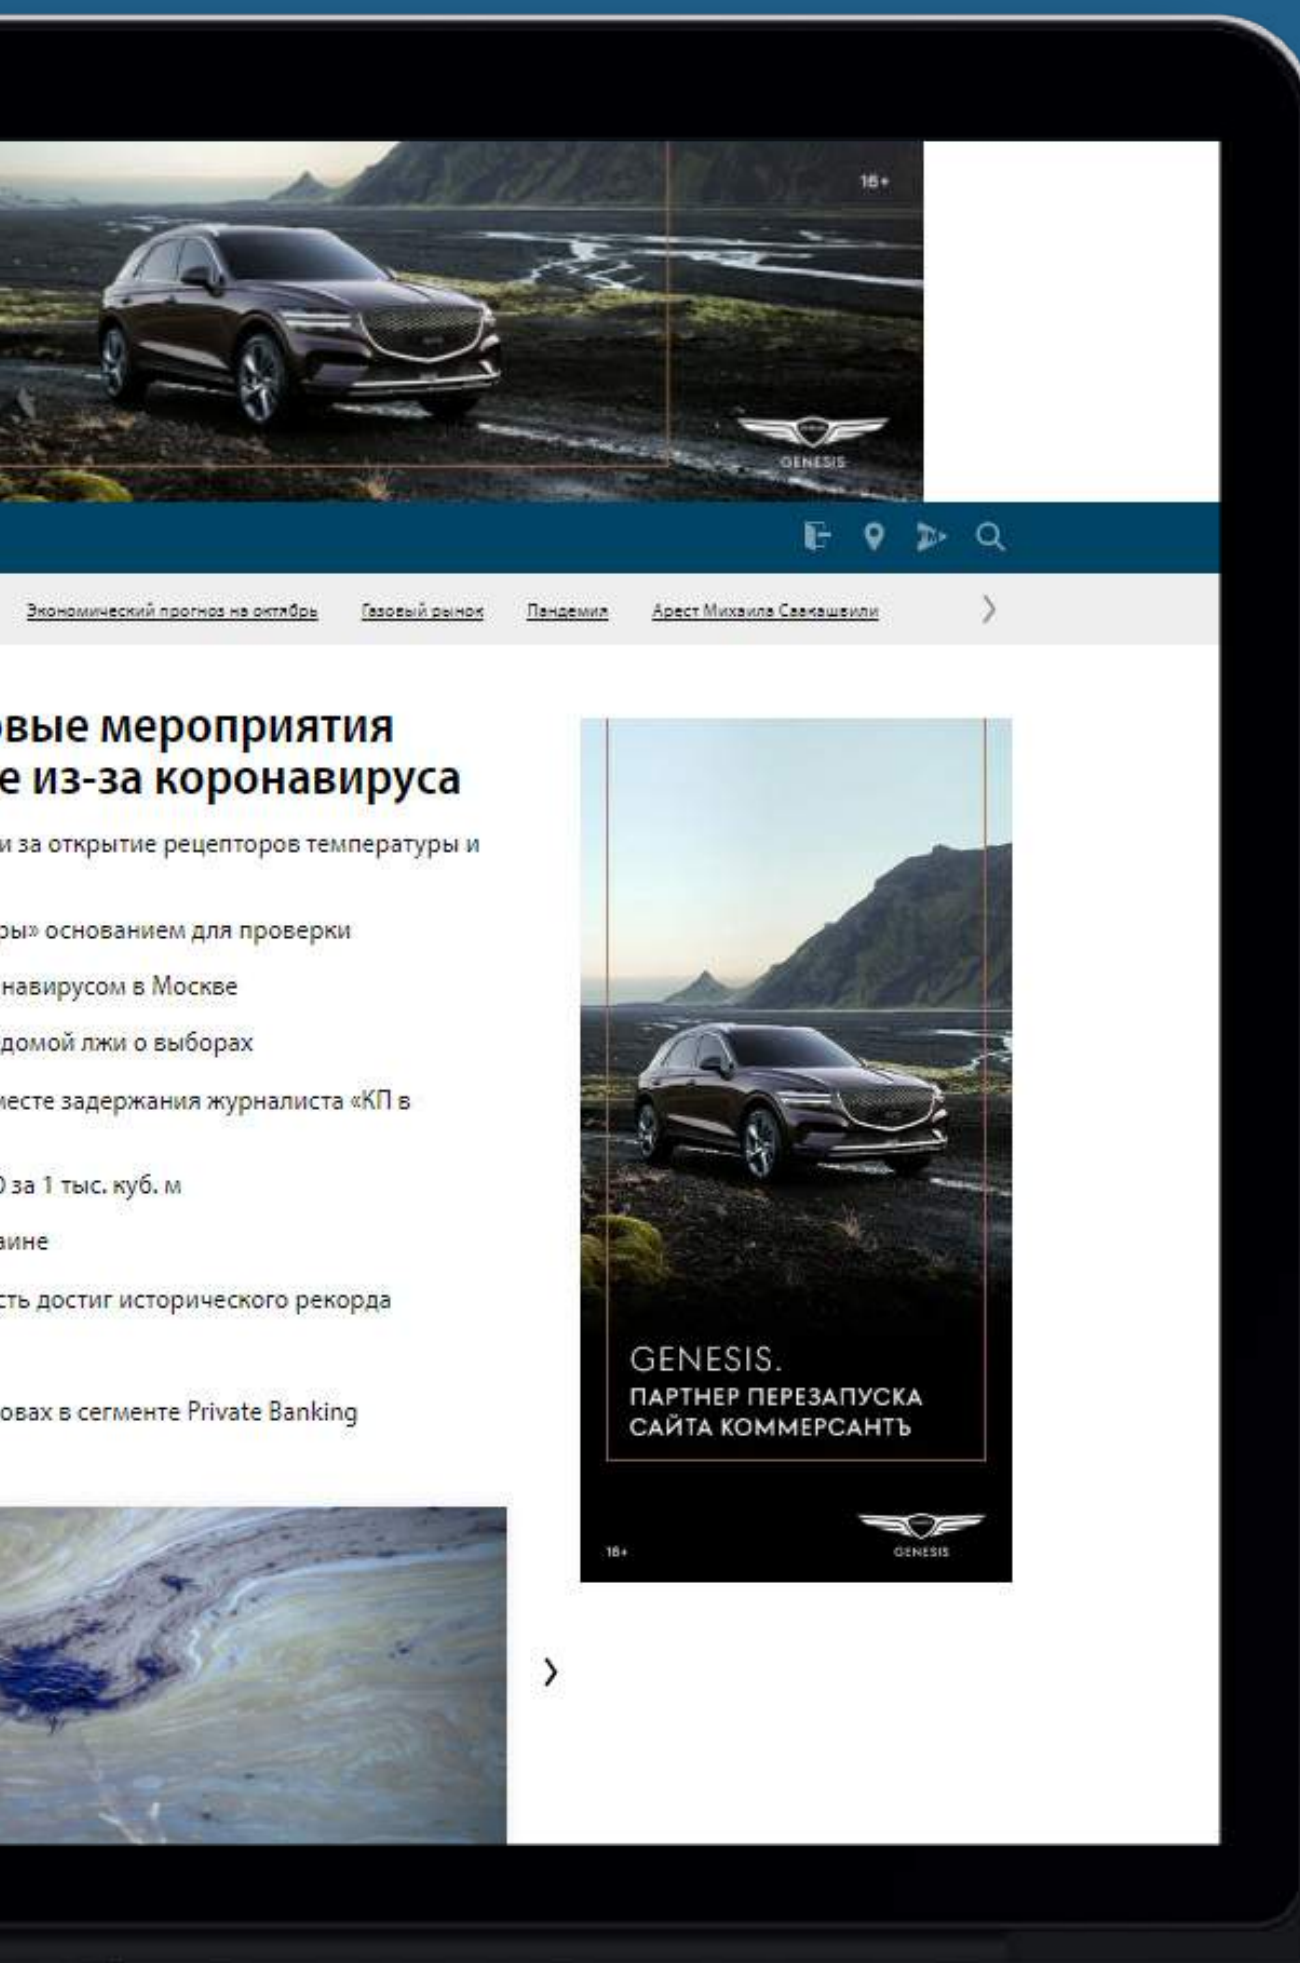 16+
GENESIS
Экономический прогноз на октябрь Газовый рынок Пандемия Арест Михаила Саакашвили
овые мероприятия
е из-за коронавируса
и за открытие рецепторов температуры и
ры» основанием для проверки
навирусом в Москве
домой лжи о выборах
месте задержания журналиста «КП в
0 за 1 тыс. куб. м
аине
сть достиг исторического рекорда
овах в сегменте Private Banking
GENESIS.
ПАРТНЕР ПЕРЕЗАПУСКА
САЙТА КОММЕРСАНТЪ
16+
GENESIS